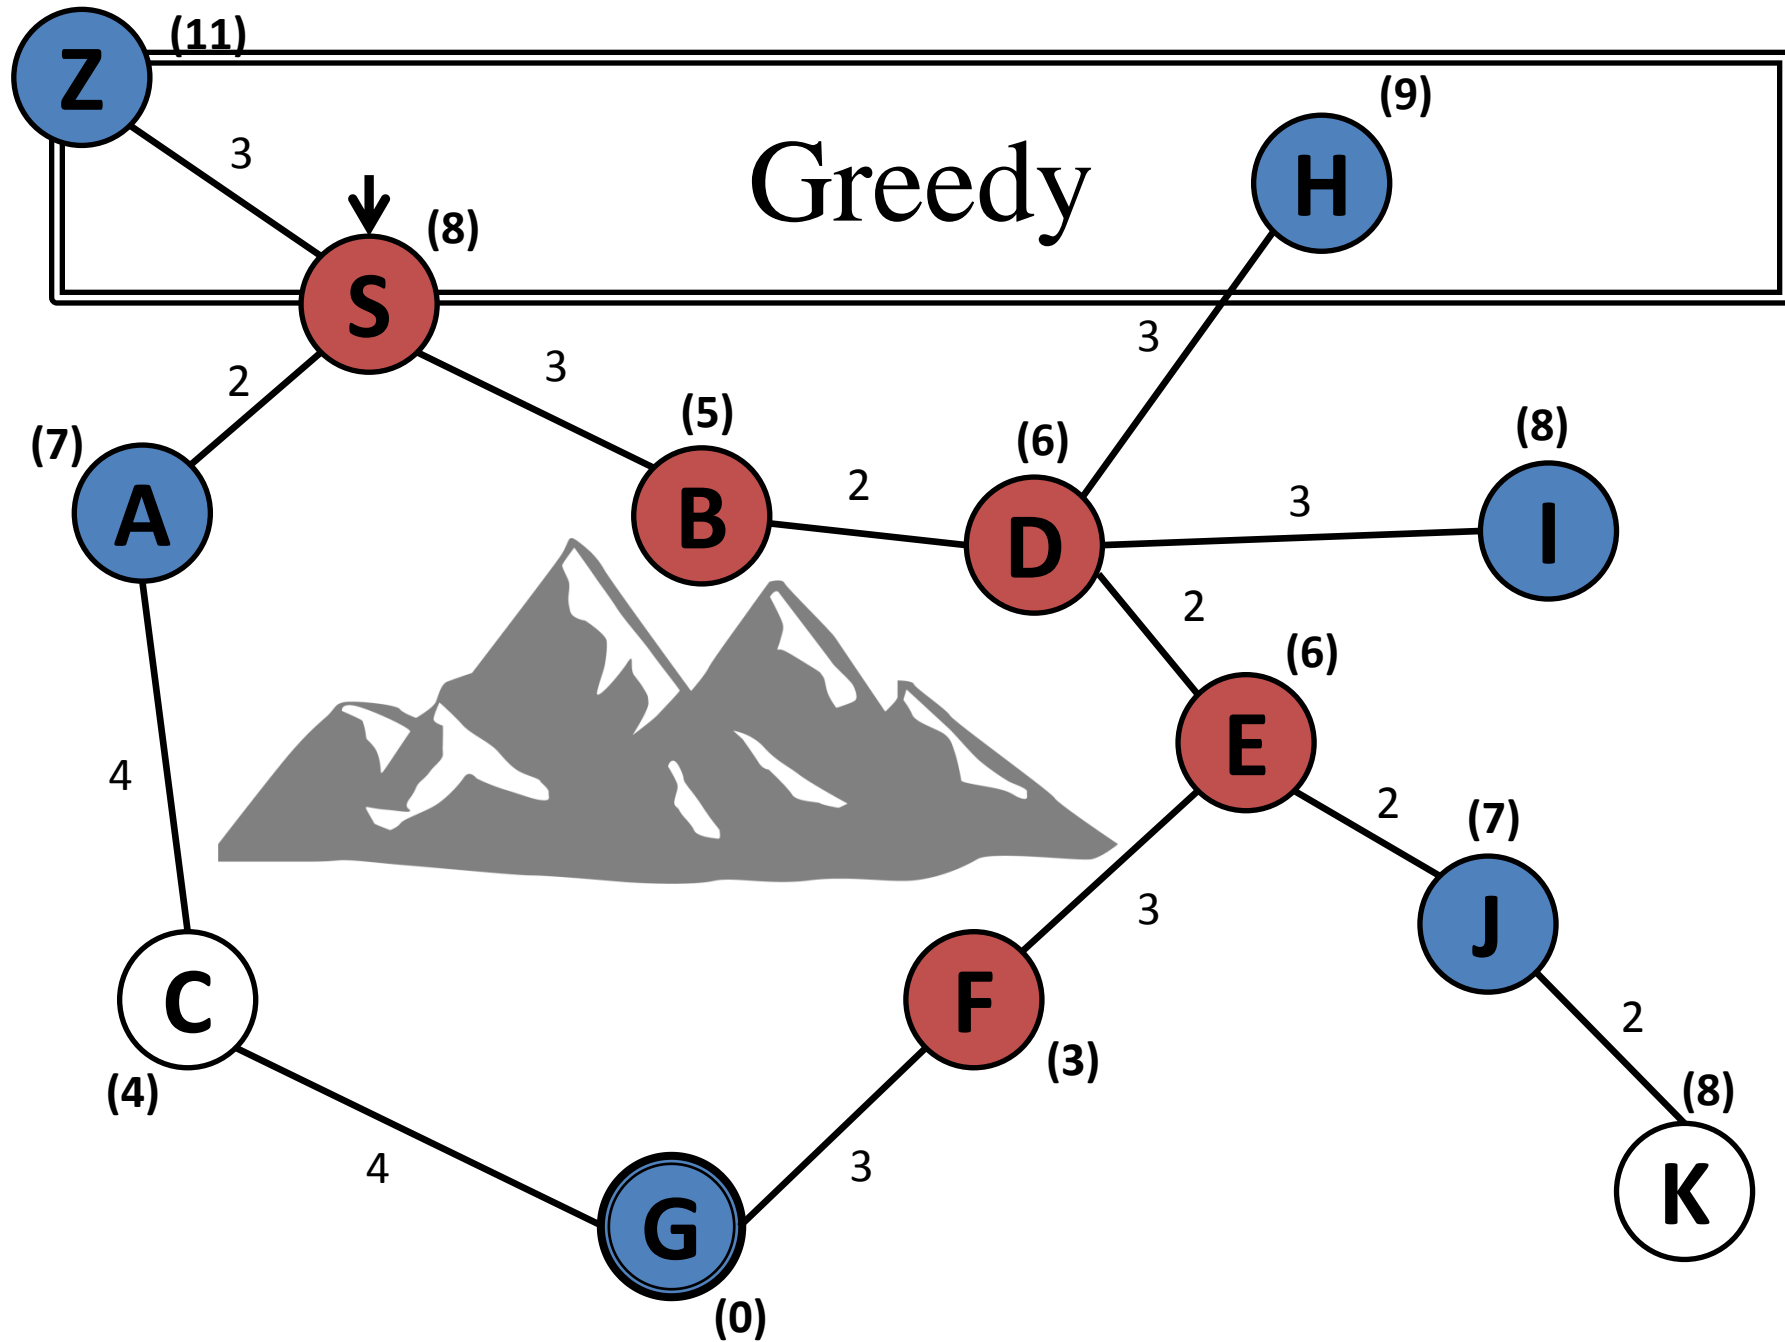 Z (11)
(9)
3 Greedy H
(8)
S
3
2 3
(5)
(7) (6) (8)
A B 2 D 3 I
2
(6)
E
4 2 (7)
3 J
C F
(4) (3) 2
(8)
4 3
G K
(0)